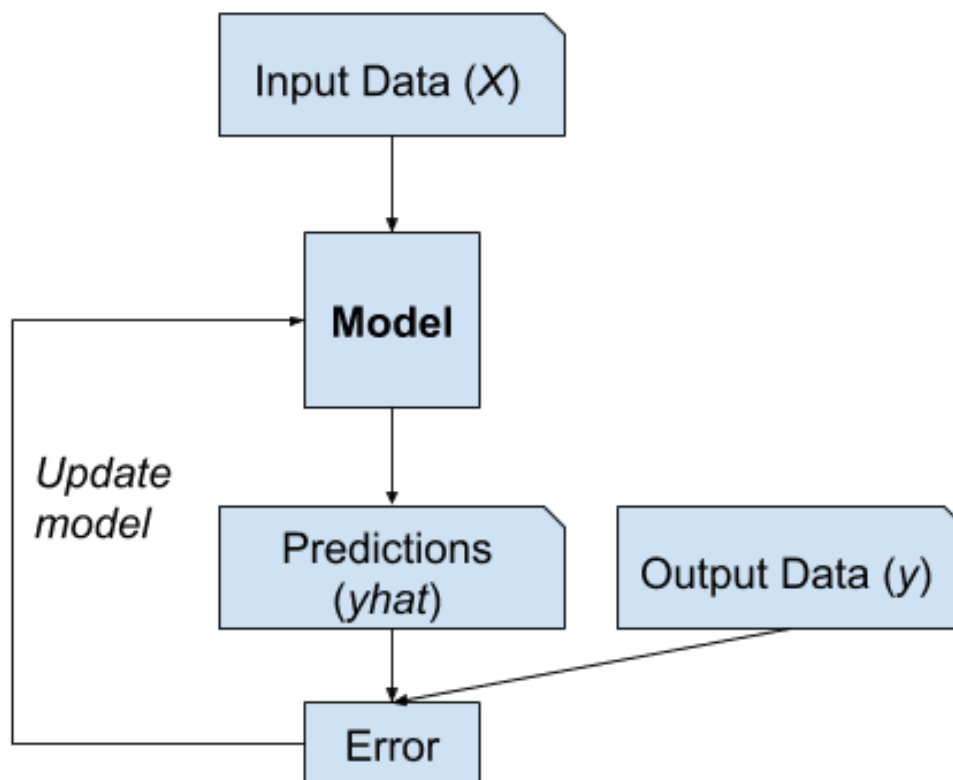 Input Data (X)
Model
Update
model
Predictions
(yhat)
Output Data (y)
Error